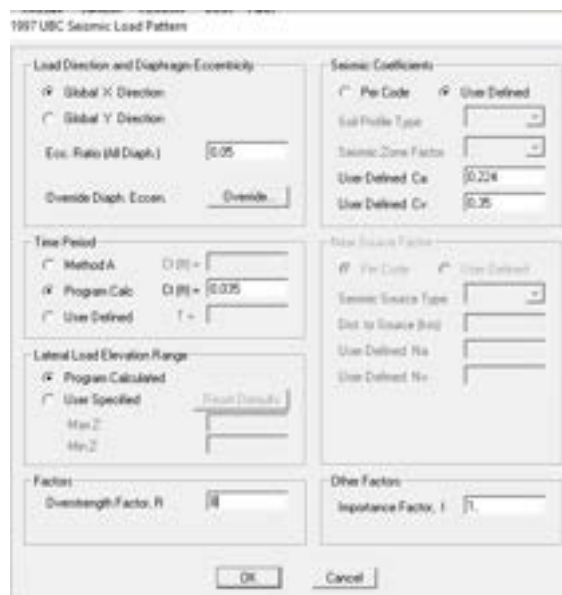 1997 UBC Seismic Load Pattern
Load Direction and Diaphragm Eccentricity
Global X Direction
Global Y Direction
Ecc. Ratio (All Diaph.) 0.05
Override Diaph. Eccen. Override...
Time Period
Method A Ct (ft) =
Program Calc Ct (ft) = 0.035
User Defined T =
Lateral Load Elevation Range
Program Calculated
User Specified Reset Defaults
Max Z
Min Z
Factors
Overstrength Factor, R 8
Seismic Coefficients
Per Code User Defined
Soil Profile Type
Seismic Zone Factor
User Defined Ca 0.224
User Defined Cv 0.35
Near Source Factor
Per Code User Defined
Seismic Source Type
Dist. to Source (km)
User Defined Na
User Defined Nv
Other Factors
Importance Factor, I 1.
OK Cancel